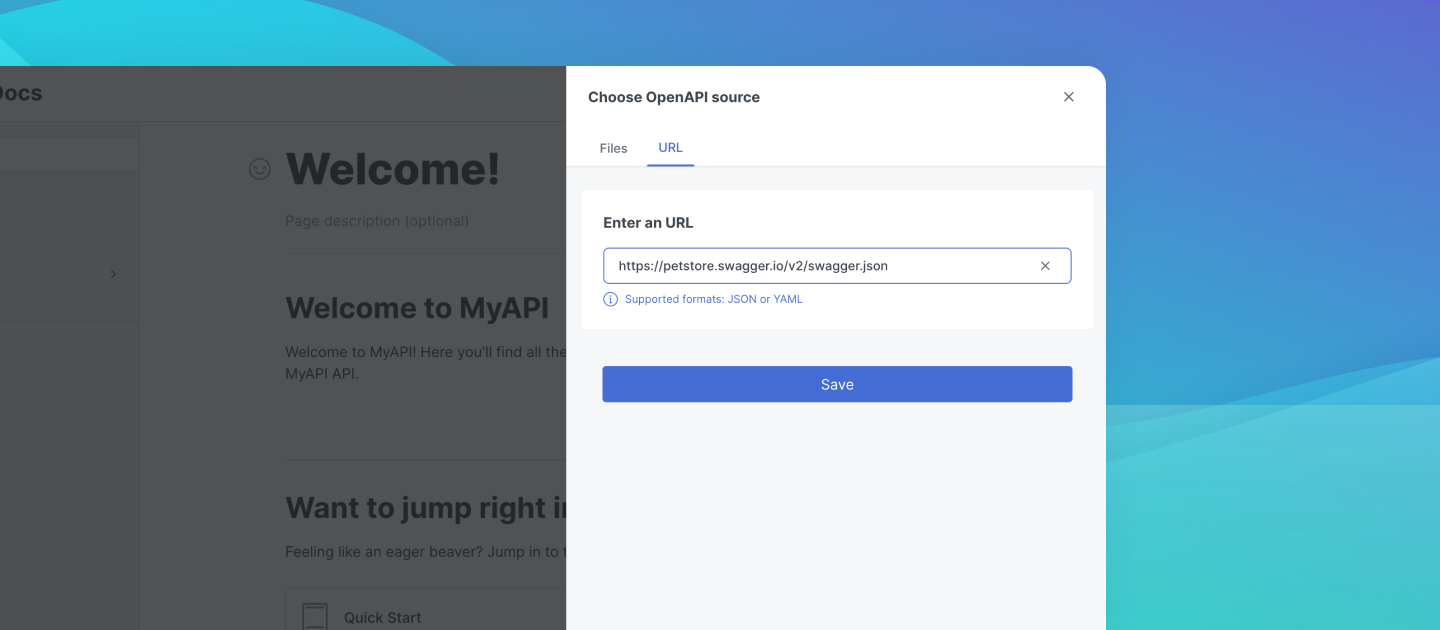 Docs
Welcome!
Page description (optional)
Welcome to MyAPI
Welcome to MyAPI! Here you'll find all the
MyAPI API.
Want to jump right in
Feeling like an eager beaver? Jump in to
Quick Start
Choose OpenAPI source
Files
URL
Enter an URL
https://petstore.swagger.io/v2/swagger.json
Supported formats: JSON or YAML
Save